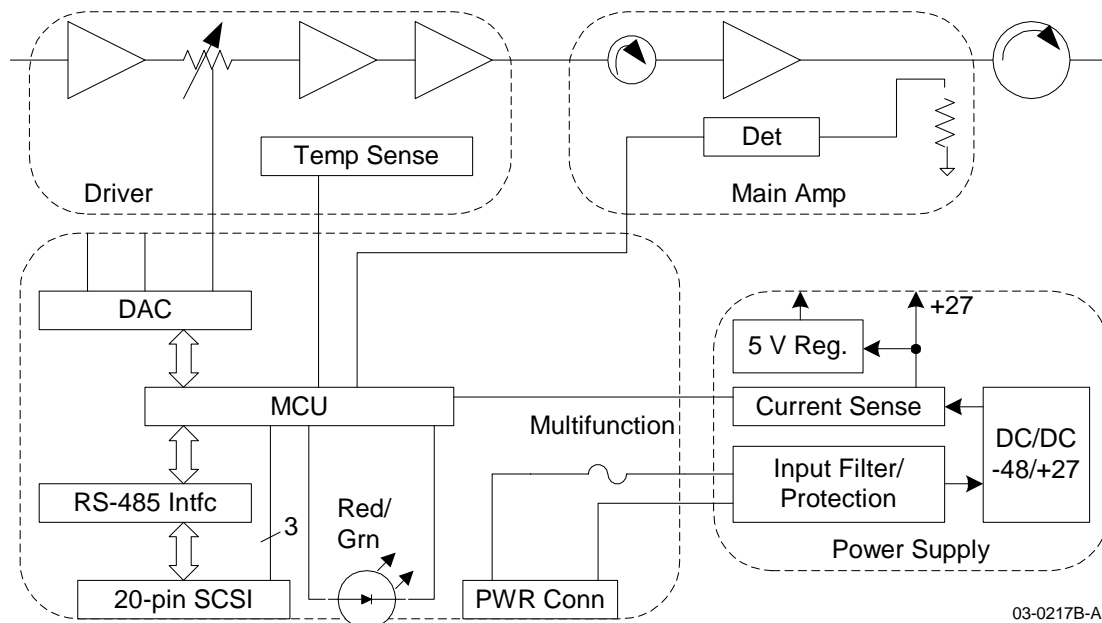 Temp Sense
Driver
Det
Main Amp
DAC
+27
5 V Reg.
MCU
Multifunction
Current Sense
DC/DC
-48/+27
Input Filter/
Protection
RS-485 Intfc
3
Red/
Grn
Power Supply
20-pin SCSI
PWR Conn
03-0217B-A